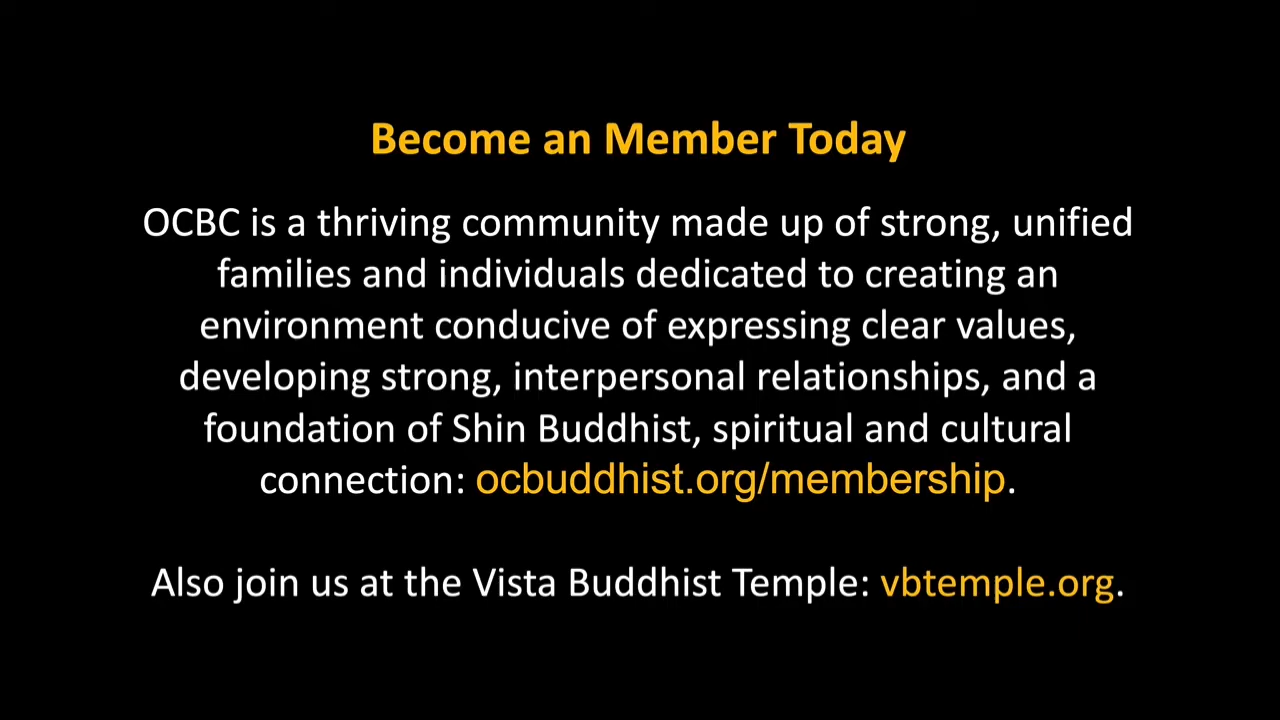 Become an Member Today
OCBC is a thriving community made up of strong, unified
families and individuals dedicated to creating an
environment conducive of expressing clear values,
developing strong, interpersonal relationships, and a
foundation of Shin Buddhist, spiritual and cultural
connection: ocbuddhist.org/membership.
Also join us at the Vista Buddhist Temple: vbtemple.org.